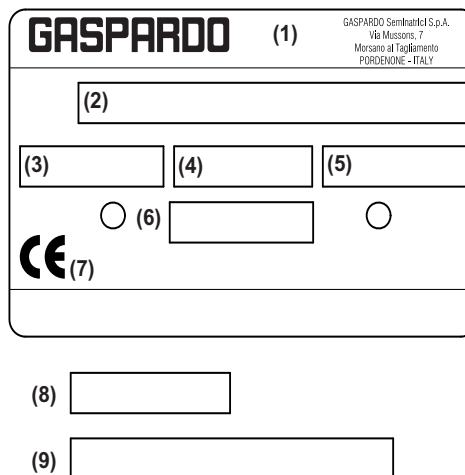 GASPARDO (1)
GASPARDO Seminatrici S.p.A.
Via Mussons, 7
Morsano al Tagliamento
PORDENONE - ITALY
(2)
(3) (4) (5)
(6)
CE (7)
(8)
(9)